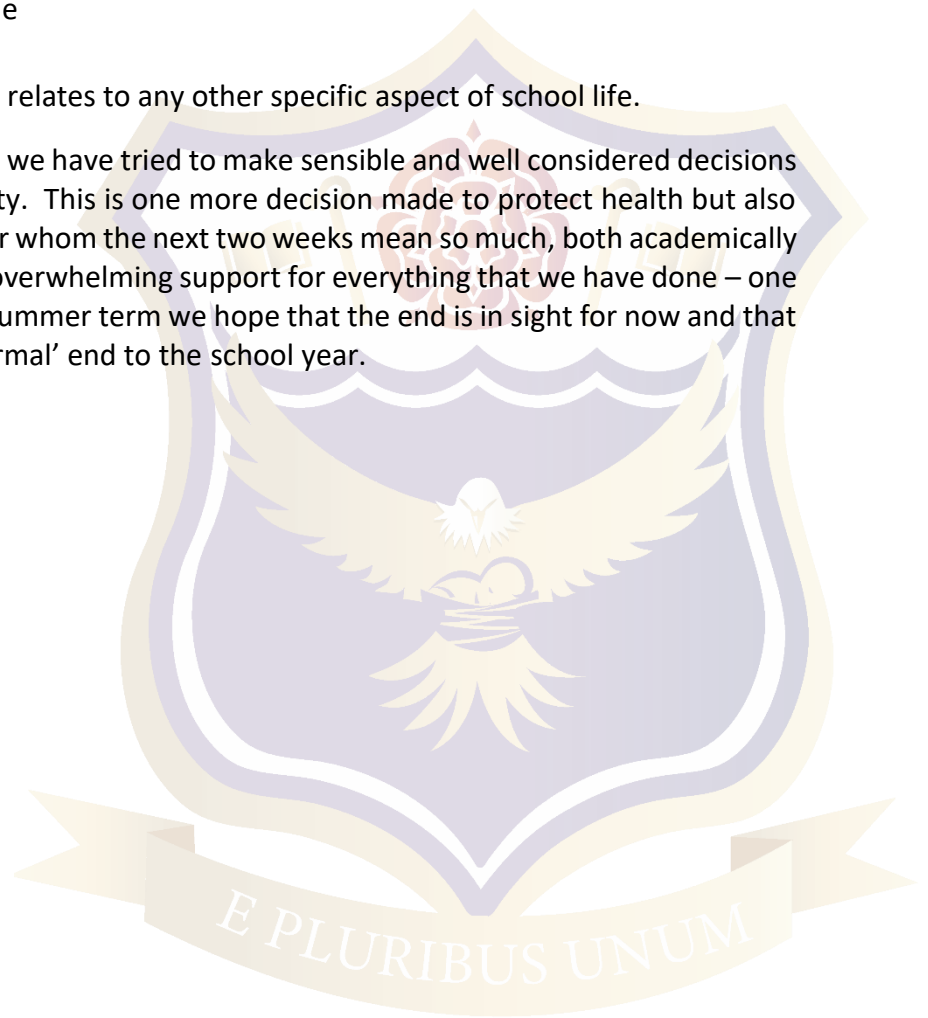 e
relates to any other specific aspect of school life.
we have tried to make sensible and well considered decisions
ty.  This is one more decision made to protect health but also
r whom the next two weeks mean so much, both academically
overwhelming support for everything that we have done – one
ummer term we hope that the end is in sight for now and that
rmal’ end to the school year.
E PLURIBUS UNUM